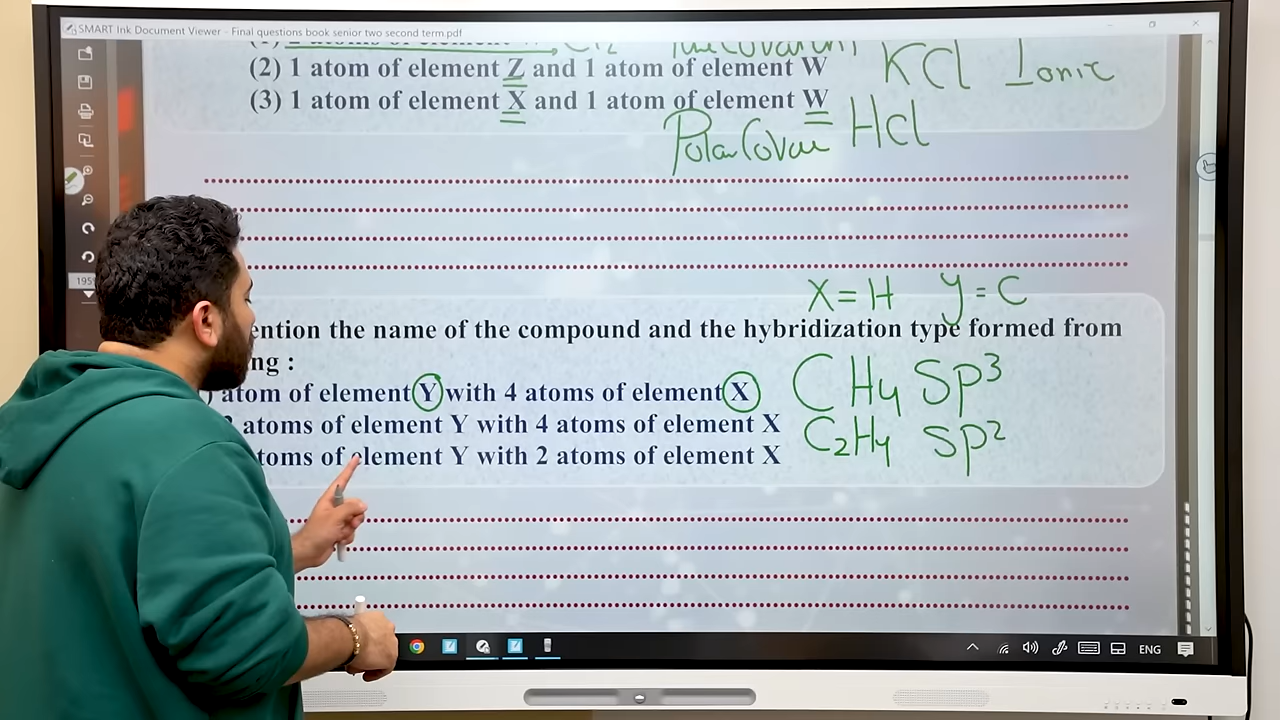 SMART Ink Document Viewer - Final questions book senior two second term.pdf
(2) 1 atom of element Z and 1 atom of element W KCl Ionic
(3) 1 atom of element X and 1 atom of element W
Polar Covae HCl
X=H Y=C
ention the name of the compound and the hybridization type formed from
ng :
atom of element Y with 4 atoms of element X CH4 Sp3
atoms of element Y with 4 atoms of element X C2H4 Sp2
toms of element Y with 2 atoms of element X
ENG